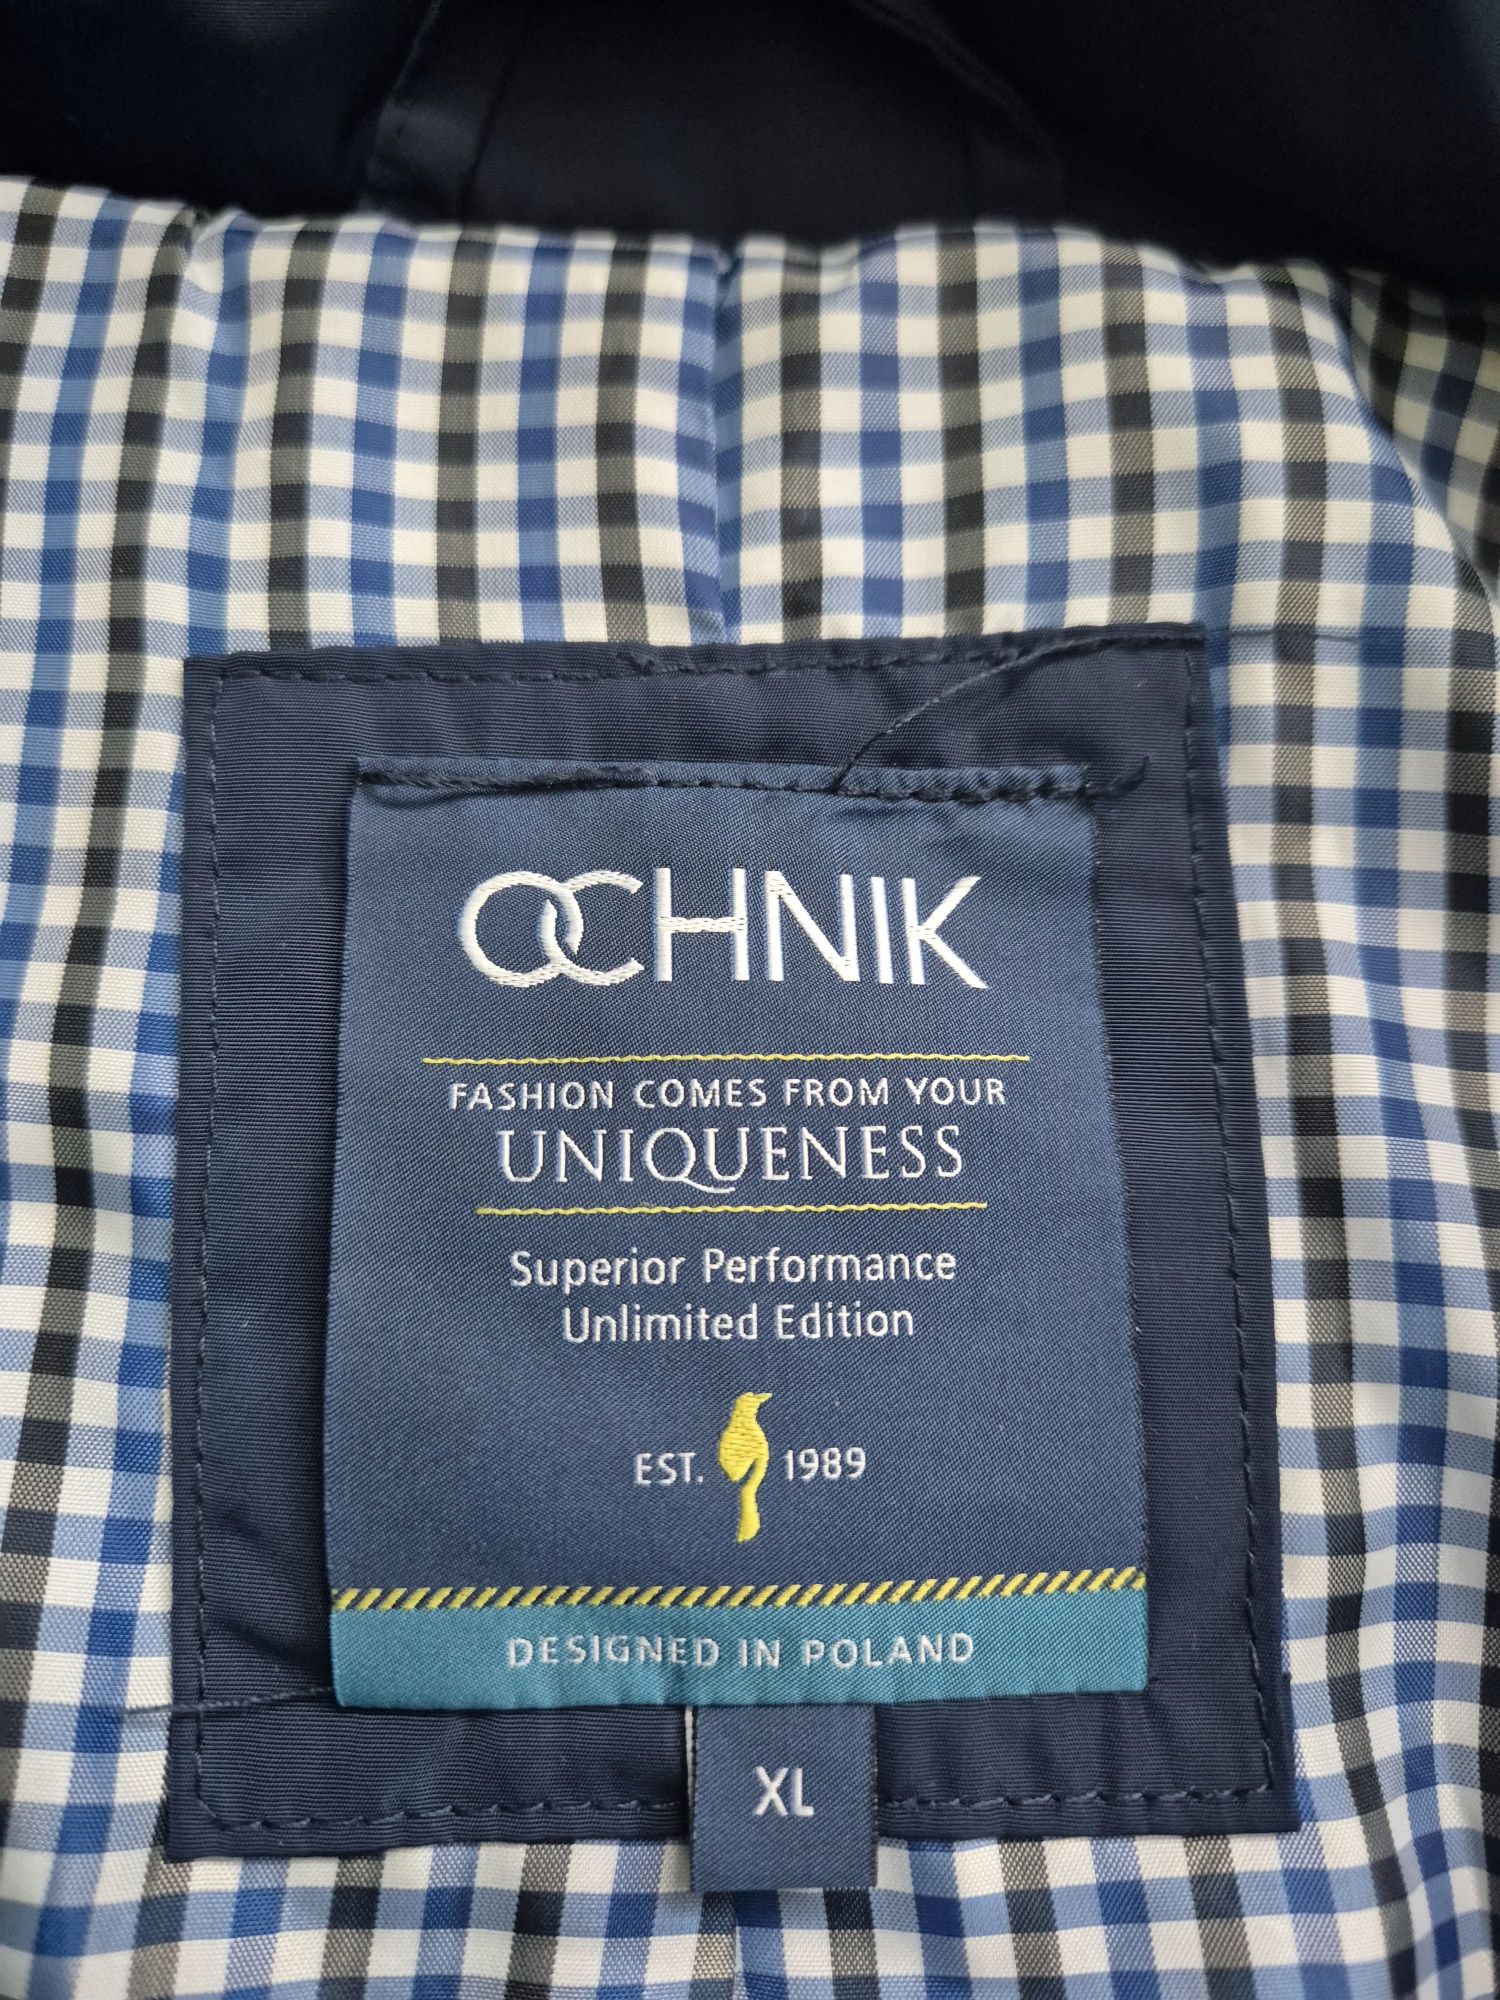 OCHNIK
FASHION COMES FROM YOUR
UNIQUENESS
Superior Performance
Unlimited Edition
EST. 1989
DESIGNED IN POLAND
XL